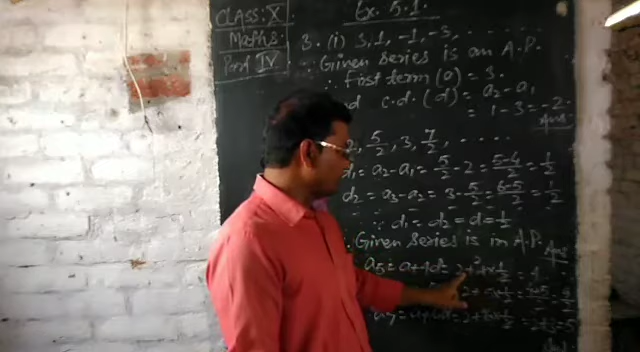 CLASS: X
Maths
Part IV
Ex. 5.1
3. (i) 3, 1, -1, -3, ......
∵ Given series is an A.P.
∴ First term (a) = 3.
c.d. (d) = a₂-a₁
= 1-3 = -2.
Ans
2, 5/2, 3, 7/2, .....
d₁ = a₂-a₁ = 5/2-2 = 5-4/2 = 1/2
d₂ = a₃-a₂ = 3-5/2 = 6-5/2 = 1/2
∵ d₁ = d₂ = d = 1/2
∴ Given series is in A.P. Ans
a₅ = a+4d =